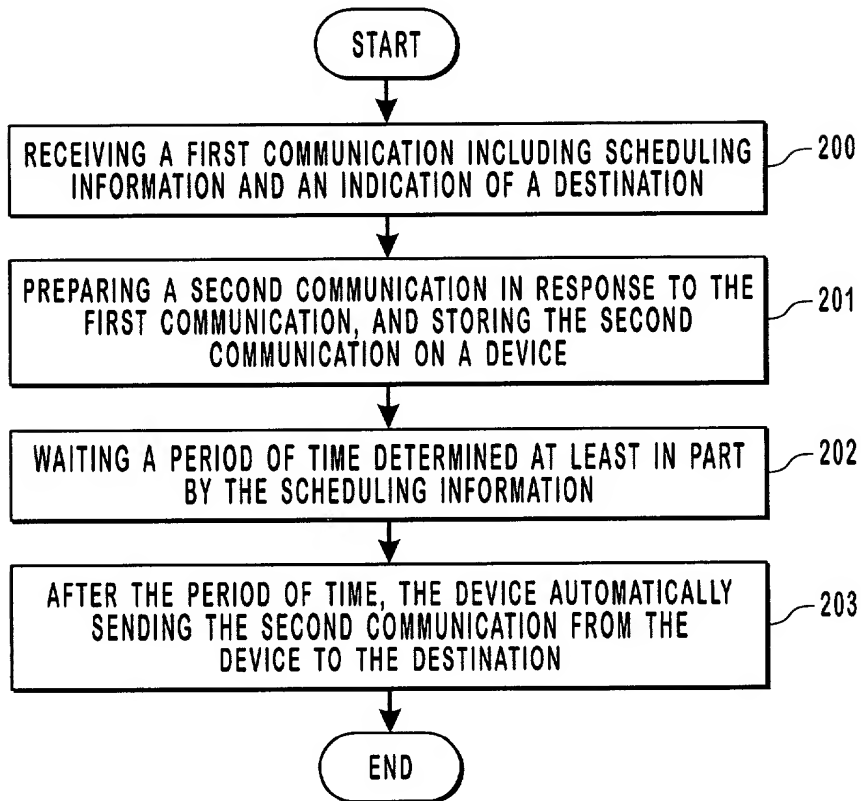 START
RECEIVING A FIRST COMMUNICATION INCLUDING SCHEDULING
INFORMATION AND AN INDICATION OF A DESTINATION
200
PREPARING A SECOND COMMUNICATION IN RESPONSE TO THE
FIRST COMMUNICATION, AND STORING THE SECOND
COMMUNICATION ON A DEVICE
201
WAITING A PERIOD OF TIME DETERMINED AT LEAST IN PART
BY THE SCHEDULING INFORMATION
202
AFTER THE PERIOD OF TIME, THE DEVICE AUTOMATICALLY
SENDING THE SECOND COMMUNICATION FROM THE
DEVICE TO THE DESTINATION
203
END